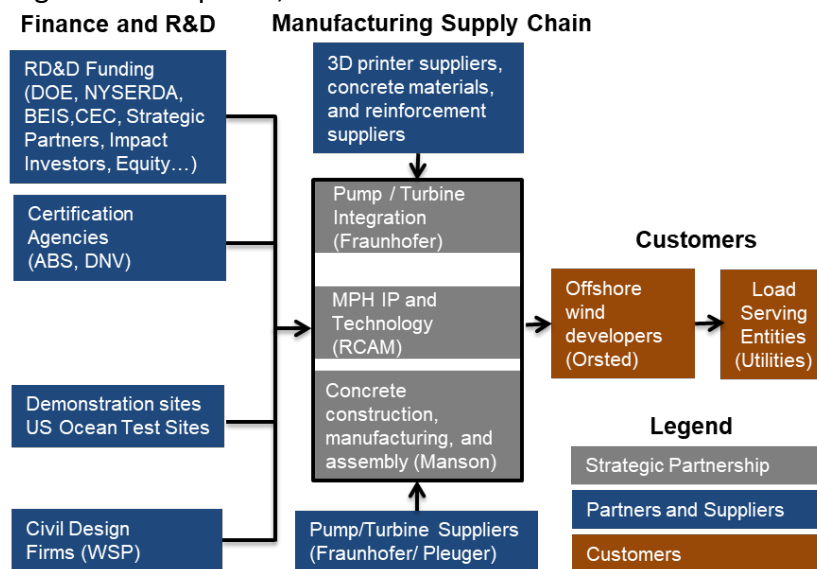 Finance and R&D
Manufacturing Supply Chain
RD&D Funding
(DOE, NYSERDA,
BEIS,CEC, Strategic
Partners, Impact
Investors, Equity…)
Certification
Agencies
(ABS, DNV)
Demonstration sites
US Ocean Test Sites
Civil Design
Firms (WSP)
3D printer suppliers,
concrete materials,
and reinforcement
suppliers
Pump / Turbine
Integration
(Fraunhofer)
MPH IP and
Technology
(RCAM)
Concrete
construction,
manufacturing, and
assembly (Manson)
Pump/Turbine Suppliers
(Fraunhofer/ Pleuger)
Customers
Offshore
wind
developers
(Orsted)
Load
Serving
Entities
(Utilities)
Legend
Strategic Partnership
Partners and Suppliers
Customers